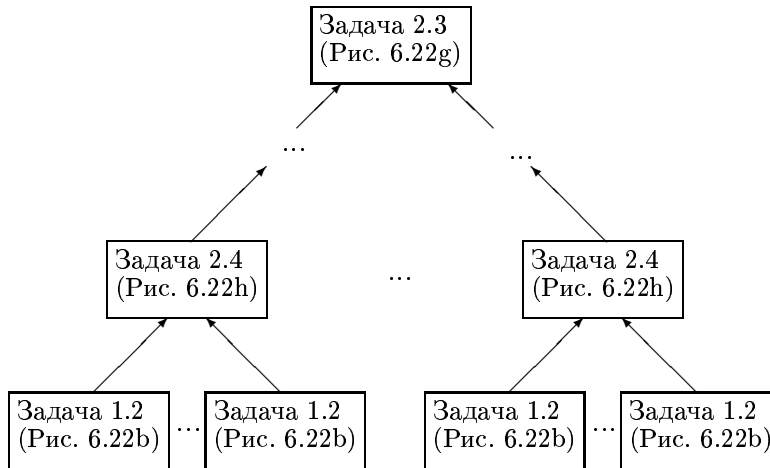 Задача 2.3
(Рис. 6.22g)
...
...
Задача 2.4
(Рис. 6.22h)
...
Задача 2.4
(Рис. 6.22h)
Задача 1.2
(Рис. 6.22b)
...
Задача 1.2
(Рис. 6.22b)
Задача 1.2
(Рис. 6.22b)
...
Задача 1.2
(Рис. 6.22b)